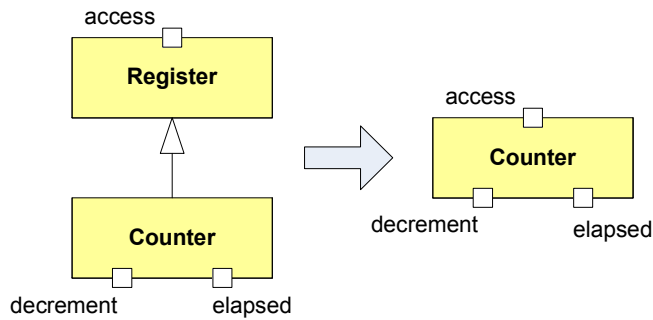 access
Register
Counter
decrement
elapsed
access
Counter
decrement
elapsed